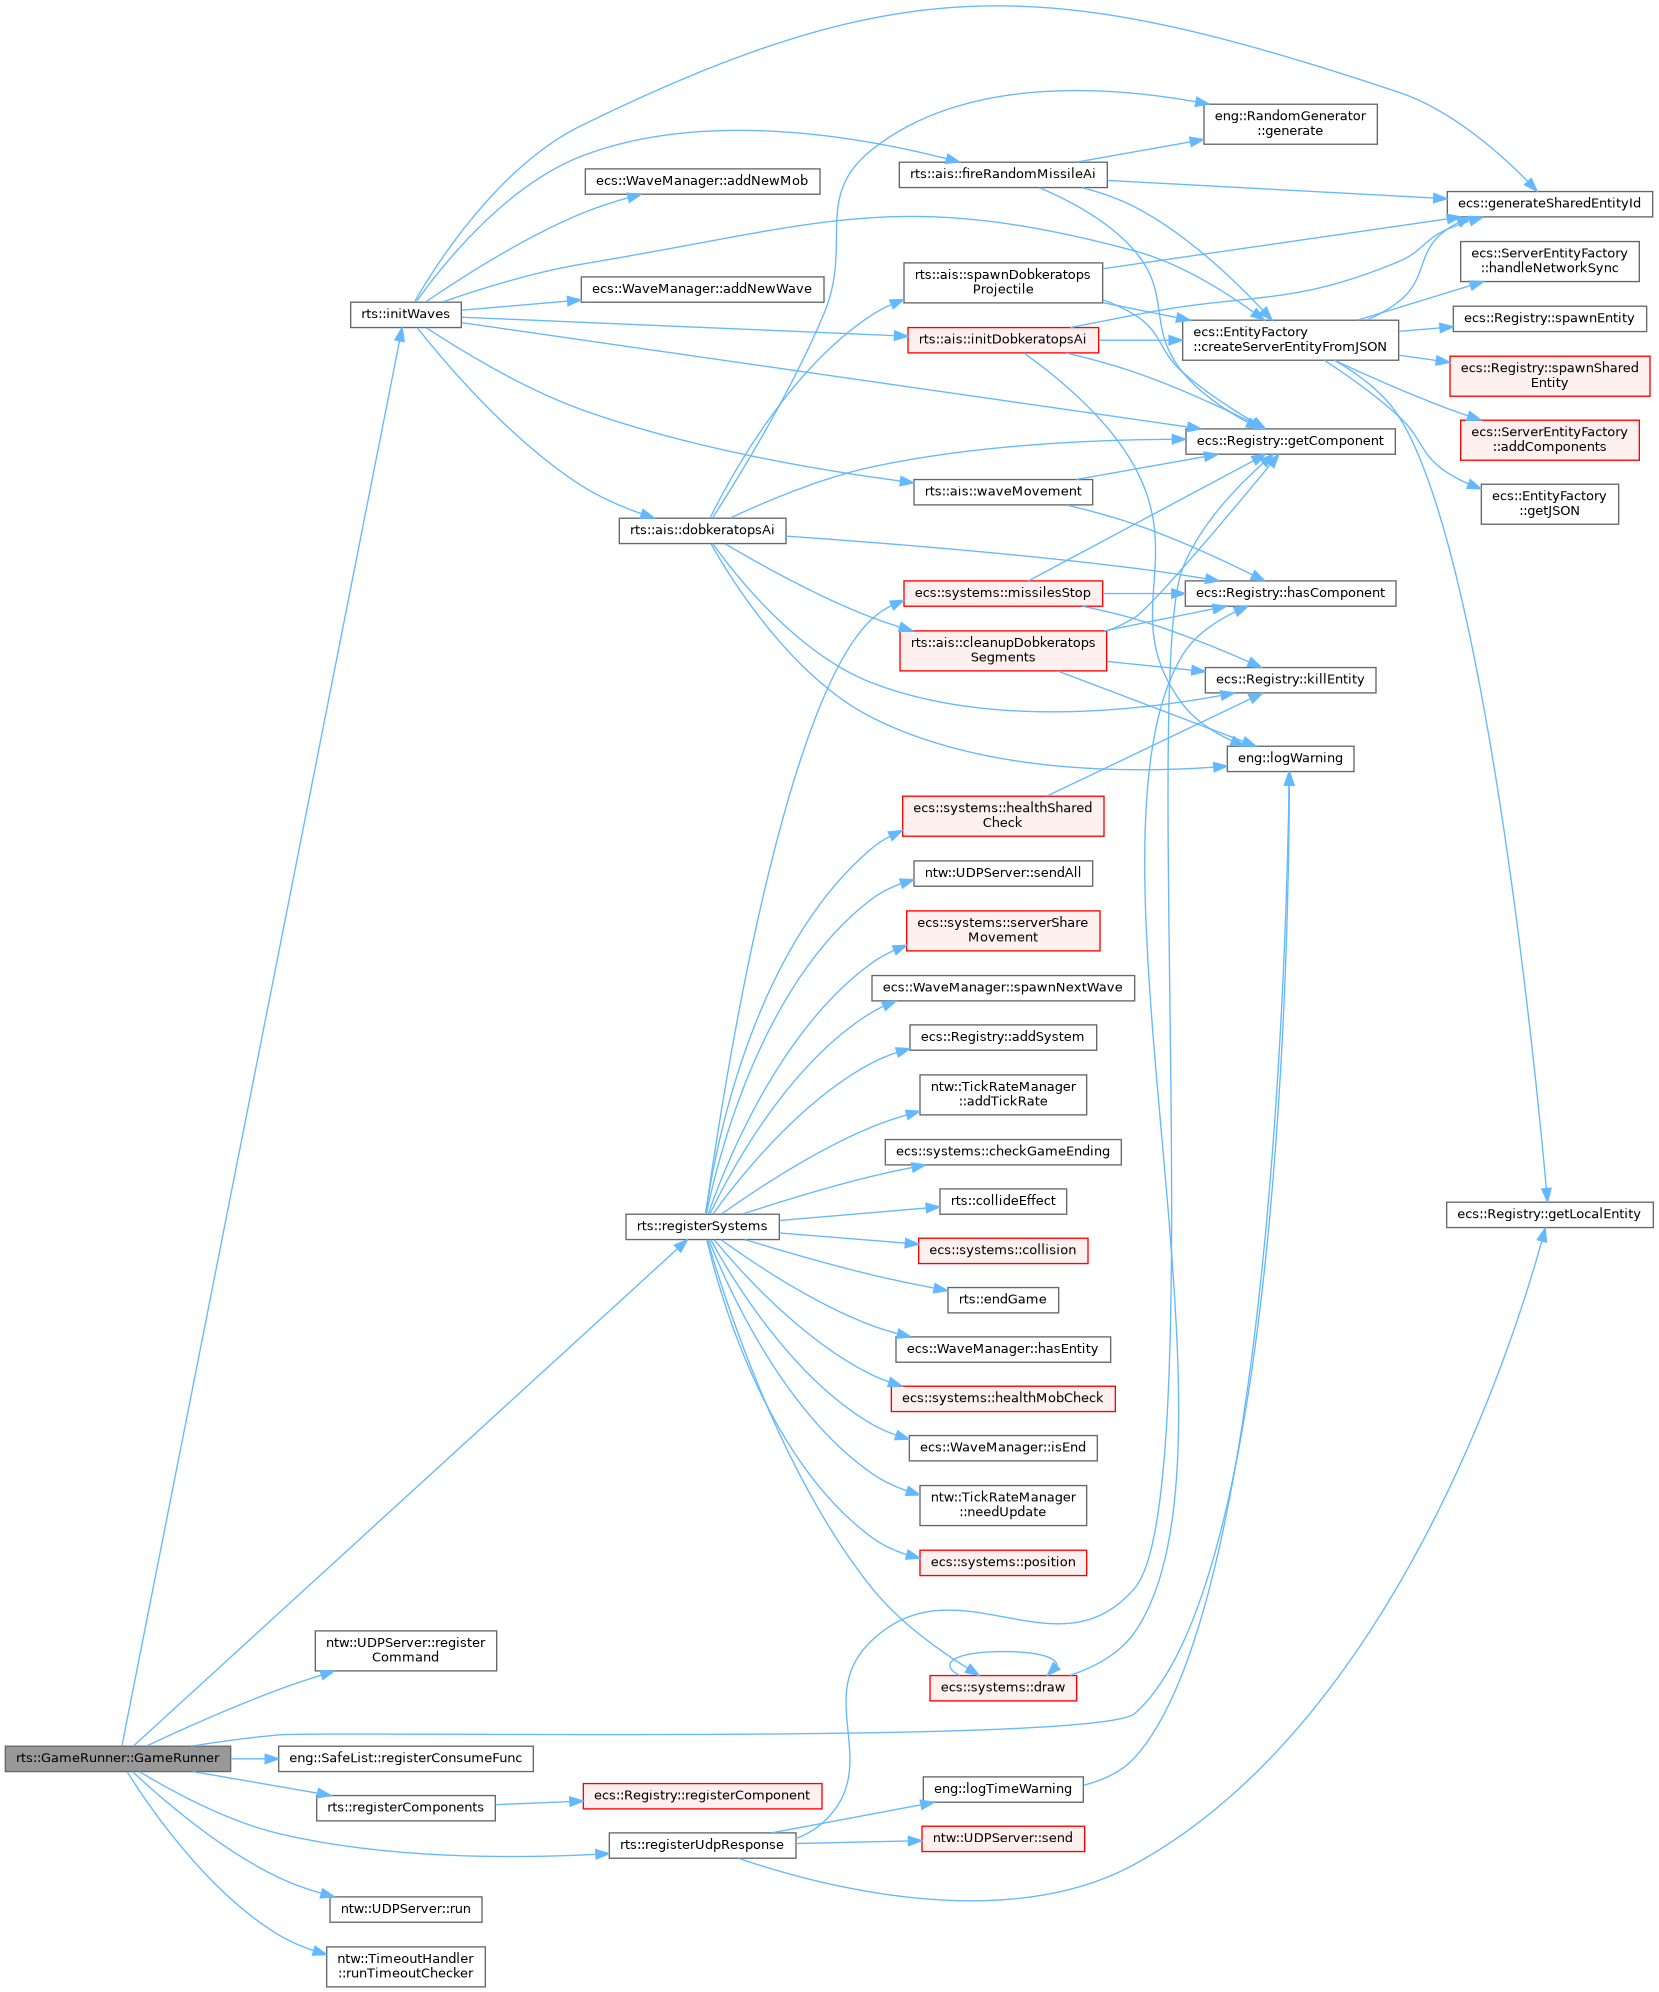 eng::RandomGenerator
::generate
rts::ais::fireRandomMissileAi
ecs::WaveManager::addNewMob
ecs::generateSharedEntityId
ecs::ServerEntityFactory
::handleNetworkSync
rts::ais::spawnDobkeratops
Projectile
ecs::WaveManager::addNewWave
rts::initWaves
ecs::Registry::spawnEntity
rts::ais::initDobkeratopsAi
ecs::EntityFactory
::createServerEntityFromJSON
ecs::Registry::spawnShared
Entity
ecs::ServerEntityFactory
::addComponents
ecs::Registry::getComponent
rts::ais::waveMovement
ecs::EntityFactory
::getJSON
rts::ais::dobkeratopsAi
ecs::systems::missilesStop
ecs::Registry::hasComponent
rts::ais::cleanupDobkeratops
Segments
ecs::Registry::killEntity
eng::logWarning
ecs::systems::healthShared
Check
ntw::UDPServer::sendAll
ecs::systems::serverShare
Movement
ecs::WaveManager::spawnNextWave
ecs::Registry::addSystem
ntw::TickRateManager
::addTickRate
ecs::systems::checkGameEnding
rts::collideEffect
ecs::Registry::getLocalEntity
rts::registerSystems
ecs::systems::collision
rts::endGame
ecs::WaveManager::hasEntity
ecs::systems::healthMobCheck
ecs::WaveManager::isEnd
ntw::TickRateManager
::needUpdate
ecs::systems::position
ntw::UDPServer::register
Command
ecs::systems::draw
rts::GameRunner::GameRunner
eng::SafeList::registerConsumeFunc
eng::logTimeWarning
ecs::Registry::registerComponent
rts::registerComponents
ntw::UDPServer::send
rts::registerUdpResponse
ntw::UDPServer::run
ntw::TimeoutHandler
::runTimeoutChecker